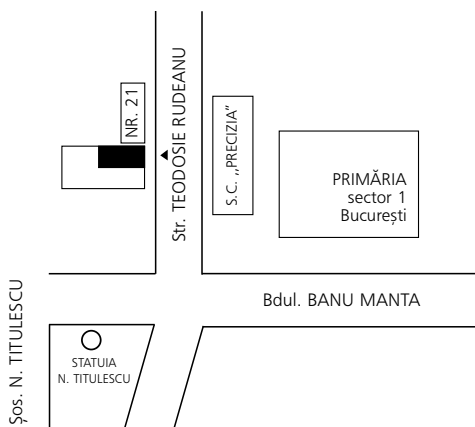 NR. 21
Str. TEODOSIE RUDEANU
S.C. ,,PRECIZIA”
PRIMĂRIA
sector 1
București
Bdul. BANU MANTA
Șos. N. TITULESCU
STATUIA
N. TITULESCU